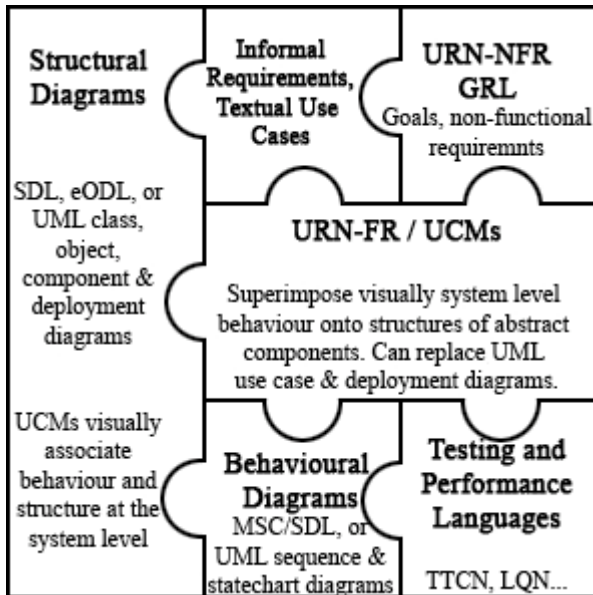 Structural
Diagrams
SDL, eODL, or
UML class,
object,
component &
deployment
diagrams
UCMs visually
associate
behaviour and
structure at the
system level
Informal
Requirements,
Textual Use
Cases
URN-NFR
GRL
Goals, non-functional
requiremnts
URN-FR / UCMs
Superimpose visually system level
behaviour onto structures of abstract
components. Can replace UML
use case & deployment diagrams.
Behavioural
Diagrams
MSC/SDL, or
UML sequence &
statechart diagrams
Testing and
Performance
Languages
TTCN, LQN...